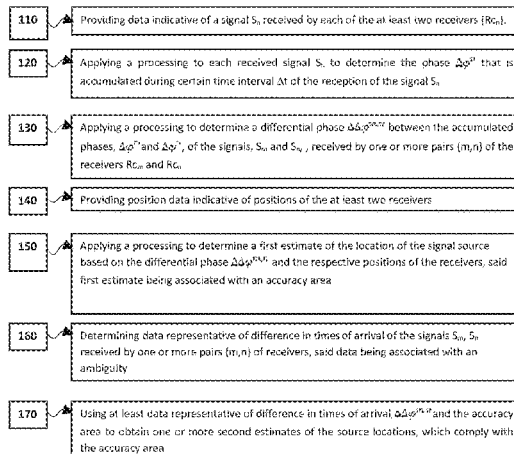 110 Providing data indicative of a signal Sₙ received by each of the at least two receivers {Rcₙ}.
120 Applying a processing to each received signal Sₙ to determine the phase Δφⁿ that is
accumulated during certain time interval Δt of the reception of the signal Sₙ
130 Applying a processing to determine a differential phase ΔΔφᵐ,ⁿ between the accumulated
phases, Δφᵐ and Δφⁿ, of the signals, Sₘ and Sₙ, received by one or more pairs {m,n} of
the receivers Rcₘ and Rcₙ
140 Providing position data indicative of positions of the at least two receivers
150 Applying a processing to determine a first estimate of the location of the signal source
based on the differential phase ΔΔφᵐ,ⁿ and the respective positions of the receivers, said
first estimate being associated with an accuracy area
160 Determining data representative of difference in times of arrival of the signals Sₘ, Sₙ
received by one or more pairs {m,n} of receivers, said data being associated with an
ambiguity
170 Using at least data representative of difference in times of arrival, ΔΔφᵐ,ⁿ and the accuracy
area to obtain one or more second estimates of the source locations, which comply with
the accuracy area